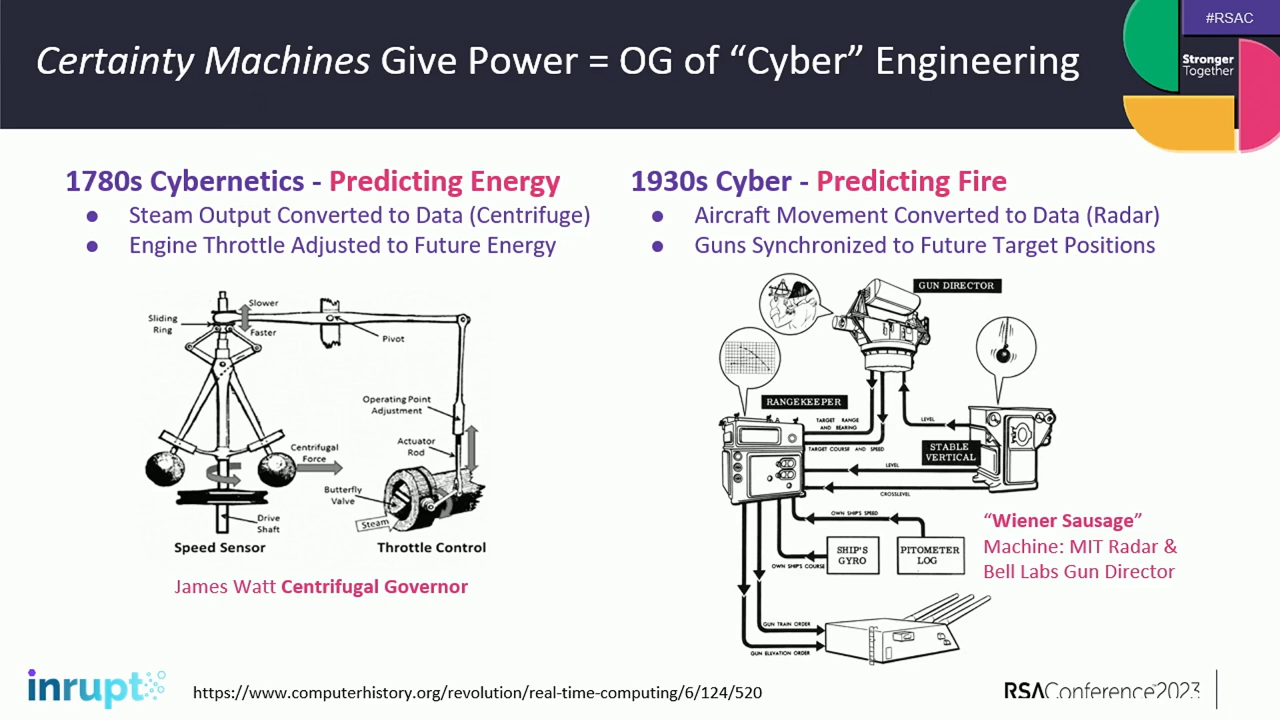 #RSAC
Stronger
Together
Certainty Machines Give Power = OG of “Cyber” Engineering
1780s Cybernetics - Predicting Energy
● Steam Output Converted to Data (Centrifuge)
● Engine Throttle Adjusted to Future Energy
Slower
Sliding
Ring
Faster
Pivot
Operating Point
Adjustment
Actuator
Rod
Centrifugal
Force
Butterfly
Valve
Steam
Drive
Shaft
Speed Sensor
Throttle Control
James Watt Centrifugal Governor
1930s Cyber - Predicting Fire
● Aircraft Movement Converted to Data (Radar)
● Guns Synchronized to Future Target Positions
GUN DIRECTOR
RANGEKEEPER
TARGET RANGE
AND BEARING
TARGET COURSE AND SPEED
LEVEL
STABLE
VERTICAL
LEVEL
CROSSLEVEL
OWN SHIP'S SPEED
SHIP'S
GYRO
PITOMETER
LOG
OWN SHIP'S COURSE
GUN TRAIN ORDER
GUN ELEVATION ORDER
“Wiener Sausage”
Machine: MIT Radar &
Bell Labs Gun Director
inrupt
https://www.computerhistory.org/revolution/real-time-computing/6/124/520
RSAConference™2023